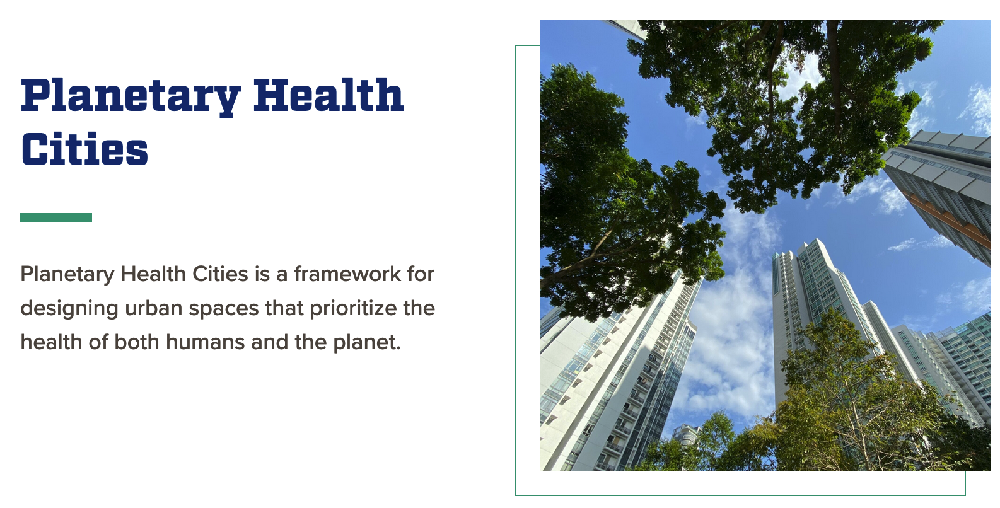 Planetary Health
Cities
Planetary Health Cities is a framework for
designing urban spaces that prioritize the
health of both humans and the planet.